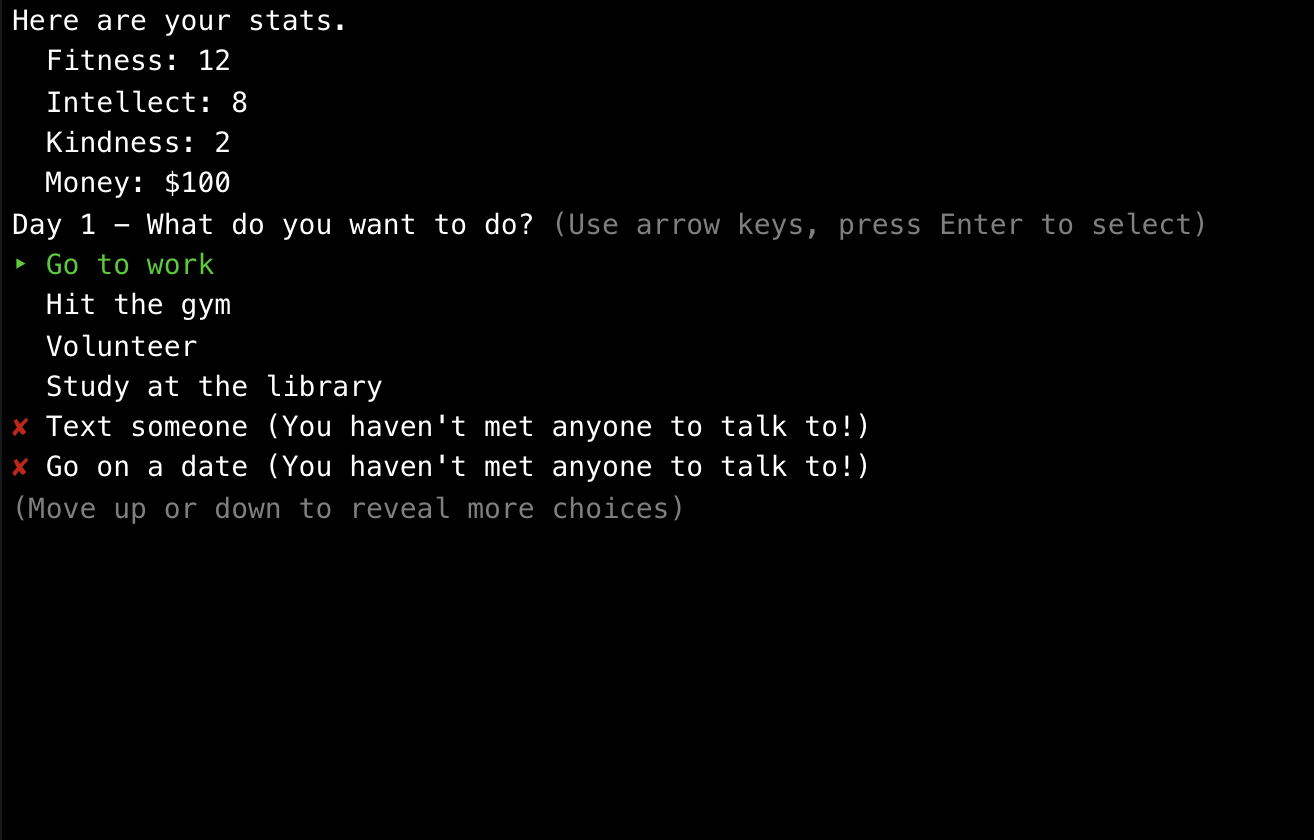 Here are your stats.
Fitness: 12
Intellect: 8
Kindness: 2
Money: $100
Day 1 – What do you want to do? (Use arrow keys, press Enter to select)
▸ Go to work
Hit the gym
Volunteer
Study at the library
✘ Text someone (You haven't met anyone to talk to!)
✘ Go on a date (You haven't met anyone to talk to!)
(Move up or down to reveal more choices)